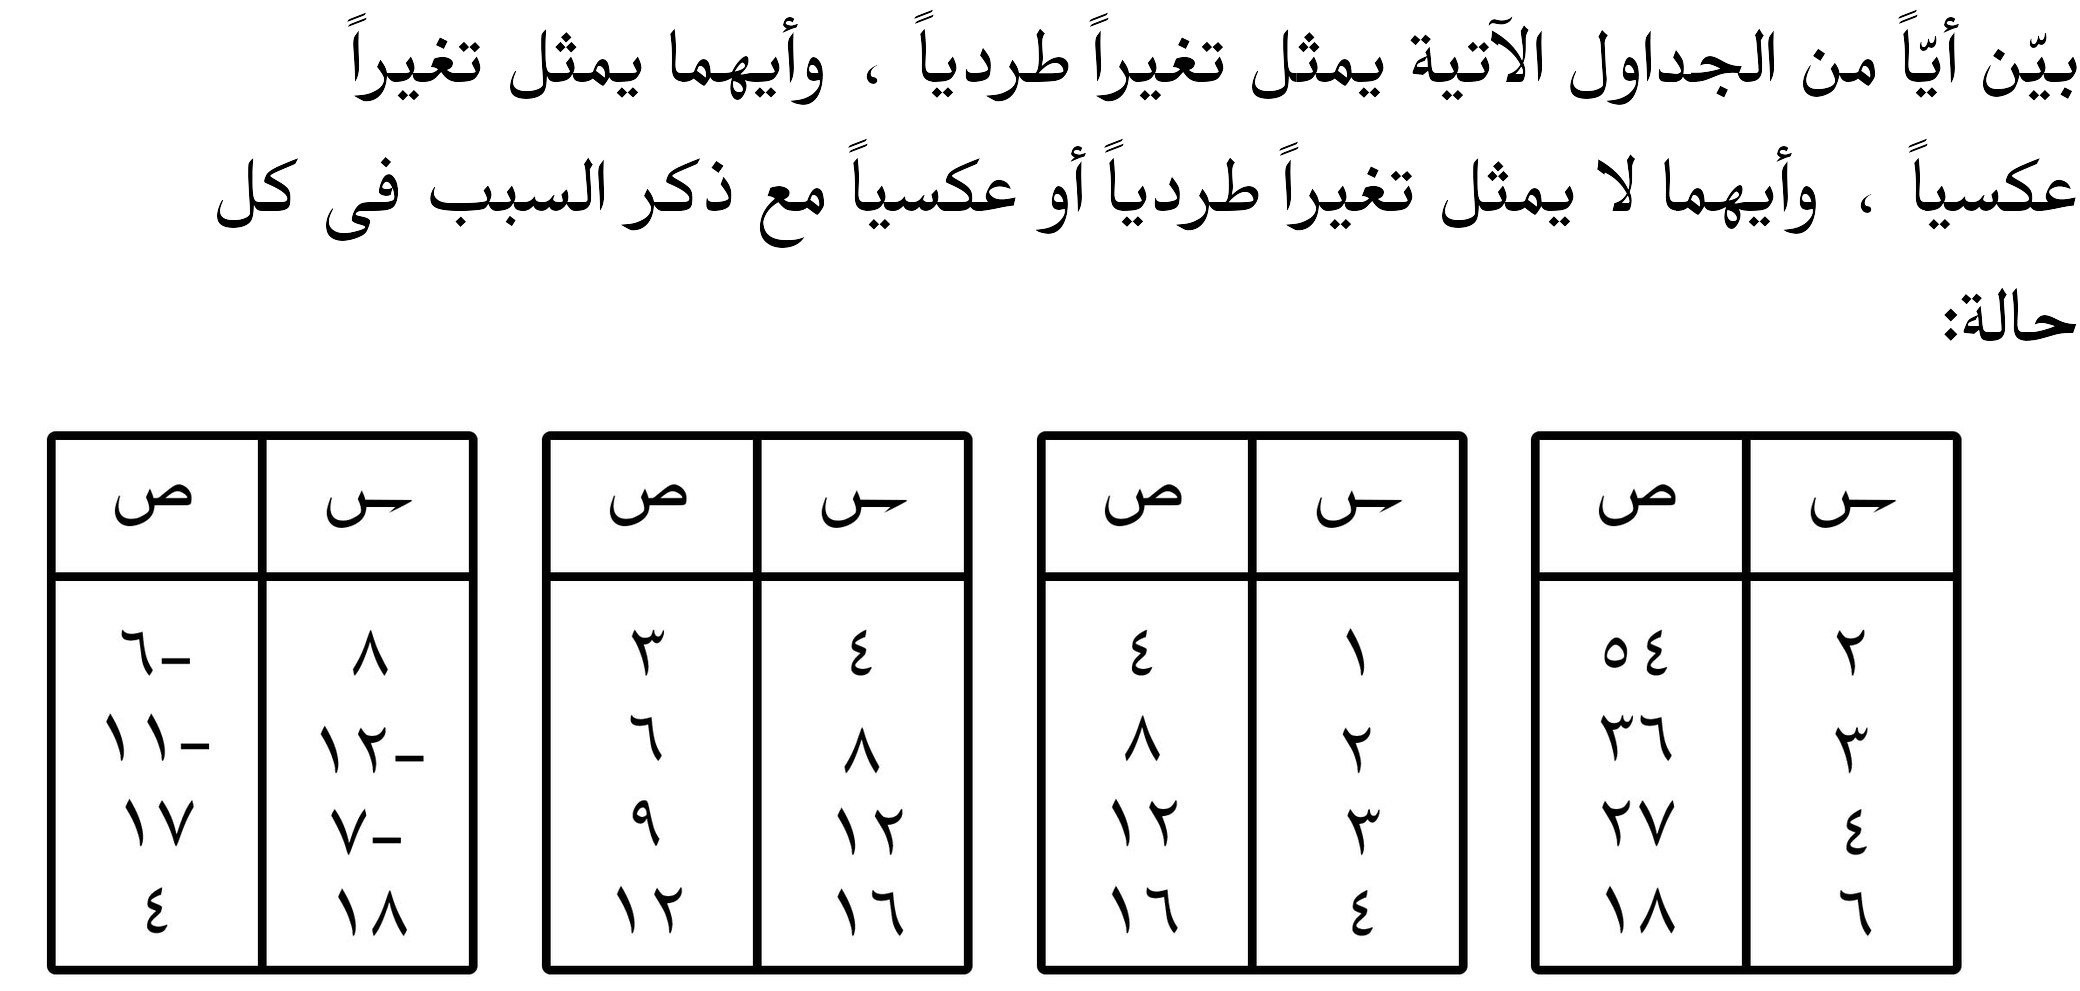 بيّن أيّاً من الجداول الآتية يمثل تغيراً طردياً ، وأيهما يمثل تغيراً
عكسياً ، وأيهما لا يمثل تغيراً طردياً أو عكسياً مع ذكر السبب فى كل
حالة:
س ص س ص س ص س ص
٢ ٥٤ ١ ٤ ٤ ٣ ٨ −٦
٣ ٣٦ ٢ ٨ ٨ ٦ −١٢ −١١
٤ ٢٧ ٣ ١٢ ١٢ ٩ −٧ ١٧
٦ ١٨ ٤ ١٦ ١٦ ١٢ ١٨ ٤